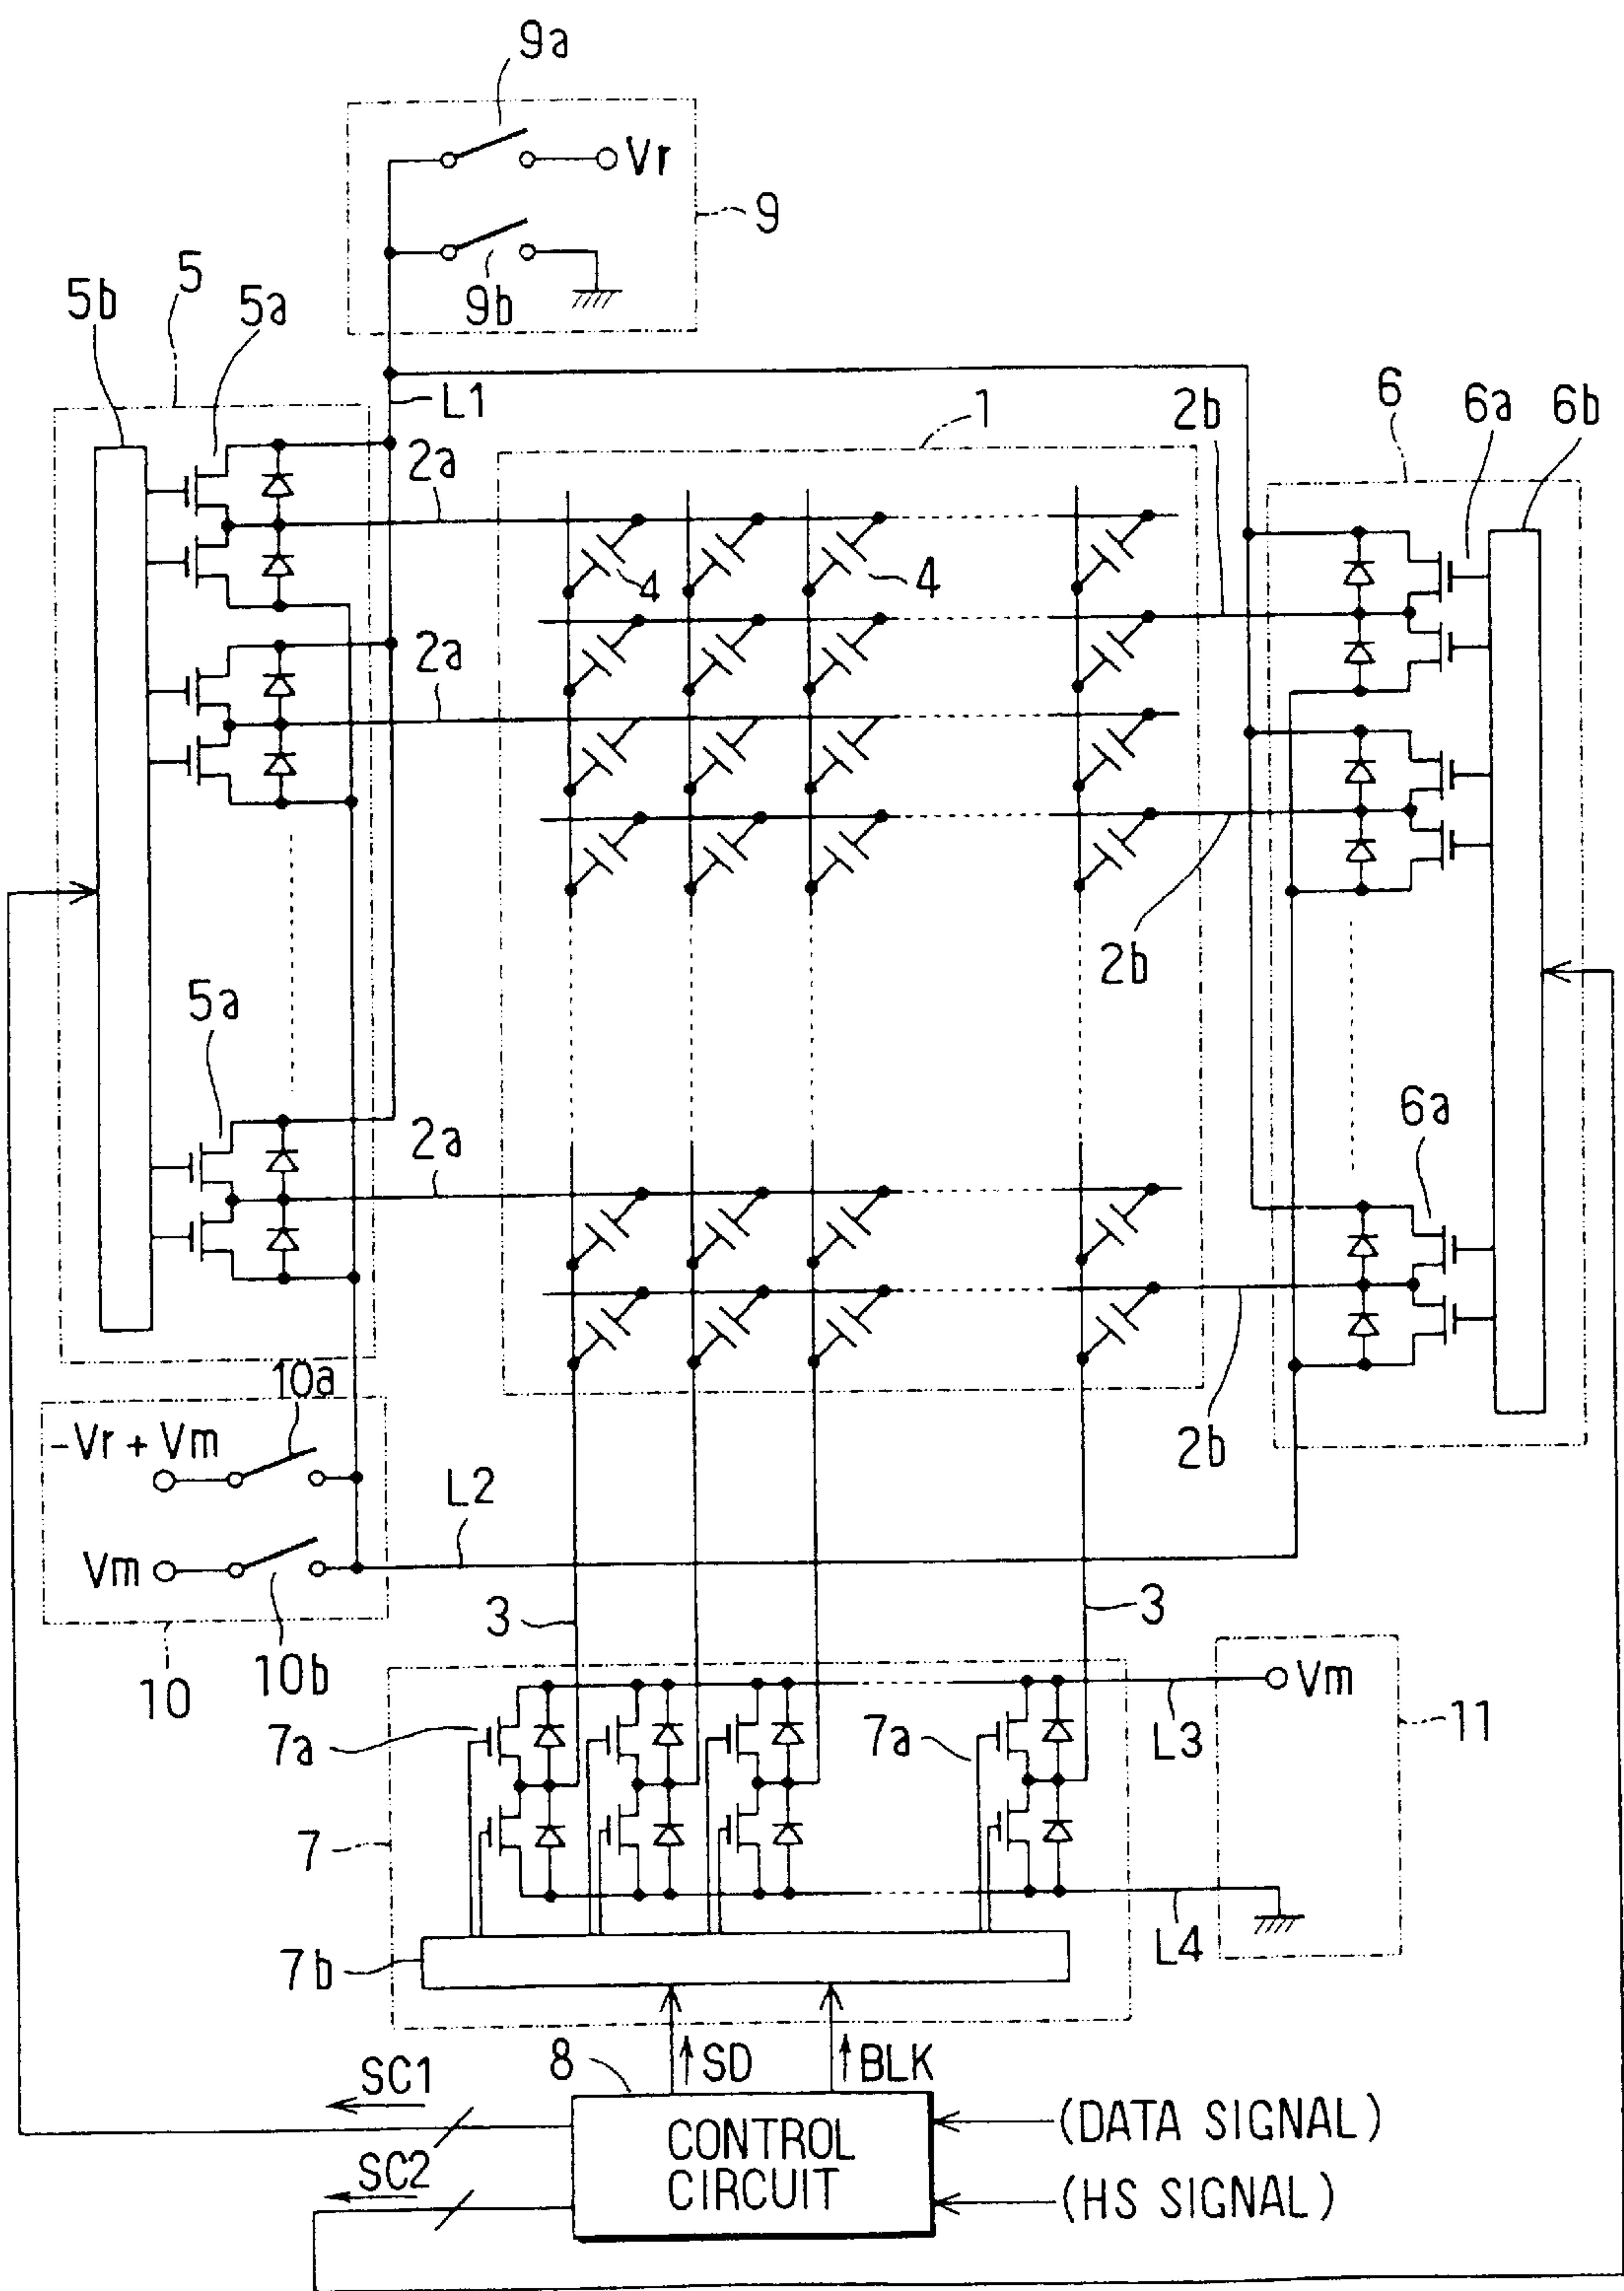 9a
Vr
9
9b
5
5b
5a
L1
1
2b
6
6a
6b
2a
4
4
2a
2b
5a
6a
2a
10a
-Vr + Vm
2b
L2
Vm
3
3
10b
10
Vm
7a
7a
L3
11
7
L4
7b
8
SD
BLK
SC1
(DATA SIGNAL)
CONTROL
CIRCUIT
SC2
(HS SIGNAL)